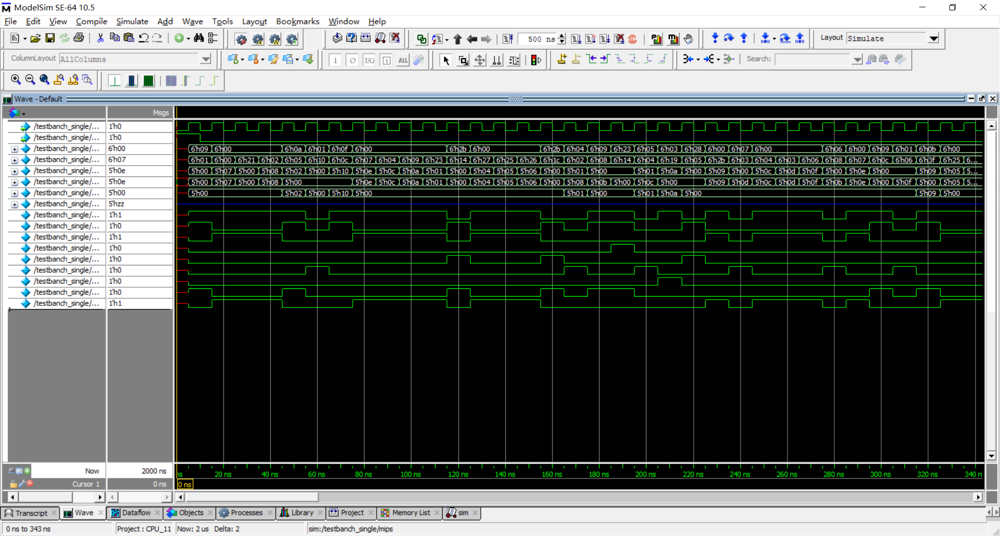 ModelSim SE-64 10.5
File Edit View Compile Simulate Add Wave Tools Layout Bookmarks Window Help
500 ns Layout Simulate
ColumnLayout AllColumns Search:
Wave - Default
Msgs
/testbanch_single/... 1'h0
/testbanch_single/... 1'h0
/testbanch_single/... 6'h00 6'h09 6'h00 6'h0a 6'h01 6'h0f 6'h00 6'h2b 6'h00 6'h2b 6'h04 6'h09 6'h23 6'h05 6'h03 6'h28 6'h00 6'h07 6'h00 6'h06 6'h00 6'h09 6'h01 6'h0b 6'h00
/testbanch_single/... 6'h07 6'h01 6'h00 6'h21 6'h02 6'h05 6'h10 6'h0c 6'h07 6'h04 6'h09 6'h23 6'h14 6'h27 6'h25 6'h26 6'h1c 6'h02 6'h08 6'h14 6'h04 6'h19 6'h05 6'h2b 6'h03 6'h04 6'h03 6'h06 6'h08 6'h07 6'h0c 6'h06 6'h3f 6'h25 6...
/testbanch_single/... 5'h0e 5'h00 5'h07 5'h00 5'h08 5'h02 5'h00 5'h10 5'h0e 5'h0c 5'h0a 5'h01 5'h00 5'h04 5'h05 5'h06 5'h00 5'h01 5'h00 5'h01 5'h0a 5'h00 5'h09 5'h00 5'h0c 5'h0d 5'h0f 5'h00 5'h0e 5'h00 5'h09 5'h05 5...
/testbanch_single/... 5'h0e 5'h00 5'h07 5'h00 5'h08 5'h00 5'h0e 5'h0c 5'h0a 5'h01 5'h00 5'h04 5'h05 5'h06 5'h00 5'h08 5'h0b 5'h00 5'h0c 5'h00 5'h09 5'h0d 5'h0c 5'h0d 5'h0f 5'h0b 5'h0e 5'h00 5'h0f 5'h00 5'h05 5...
/testbanch_single/... 5'h00 5'h00 5'h02 5'h00 5'h10 5'h00 5'h01 5'h00 5'h01 5'h0a 5'h00 5'h09 5'h00
/testbanch_single/... 5'hzz
/testbanch_single/... 1'h1
/testbanch_single/... 1'h0
/testbanch_single/... 1'h1
/testbanch_single/... 1'h0
/testbanch_single/... 1'h0
/testbanch_single/... 1'h0
/testbanch_single/... 1'h0
/testbanch_single/... 1'h0
/testbanch_single/... 1'h1
Now 2000 ns ns 20 ns 40 ns 60 ns 80 ns 100 ns 120 ns 140 ns 160 ns 180 ns 200 ns 220 ns 240 ns 260 ns 280 ns 300 ns 320 ns 340 n
Cursor 1 0 ns 0 ns
Transcript Wave Dataflow Objects Processes Library Project Memory List sim
0 ns to 343 ns Project : CPU_11 Now: 2 us Delta: 2 sim:/testbanch_single/mips